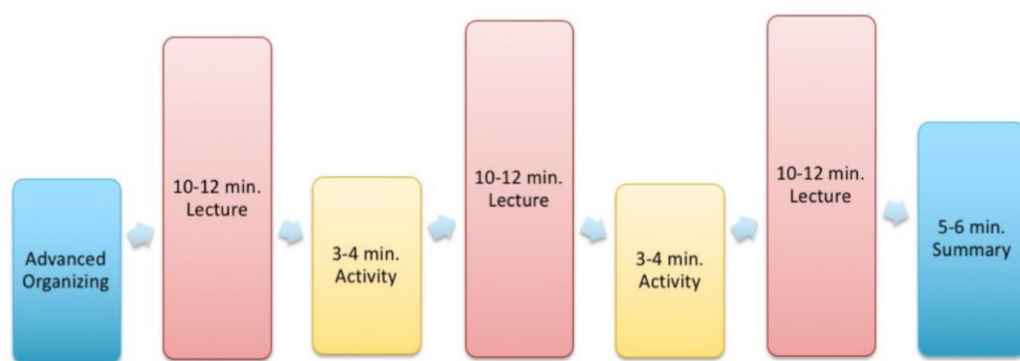 Advanced
Organizing
10-12 min.
Lecture
3-4 min.
Activity
10-12 min.
Lecture
3-4 min.
Activity
10-12 min.
Lecture
5-6 min.
Summary